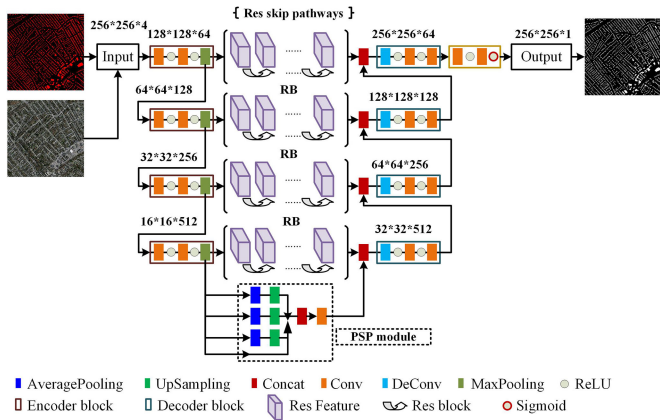 { Res skip pathways}
256*256*4
128*128*64
256*256*64
256*256*1
Input
......
Output
......
64*64*128
RB
128*128*128
......
......
32*32*256
RB
64*64*256
......
......
16*16*512
RB
32*32*512
......
......
PSP module
AveragePooling
UpSampling
Concat
Conv
DeConv
MaxPooling
ReLU
Encoder block
Decoder block
Res Feature
Res block
Sigmoid